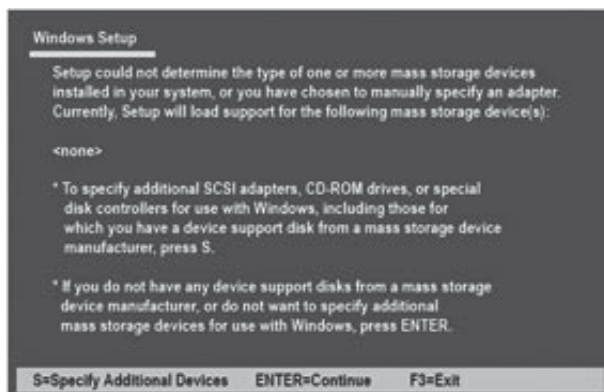 Windows Setup
Setup could not determine the type of one or more mass storage devices
installed in your system, or you have chosen to manually specify an adapter.
Currently, Setup will load support for the following mass storage device(s):
<none>
* To specify additional SCSI adapters, CD-ROM drives, or special
disk controllers for use with Windows, including those for
which you have a device support disk from a mass storage device
manufacturer, press S.
* If you do not have any device support disks from a mass storage
device manufacturer, or do not want to specify additional
mass storage devices for use with Windows, press ENTER.
S=Specify Additional Devices ENTER=Continue F3=Exit